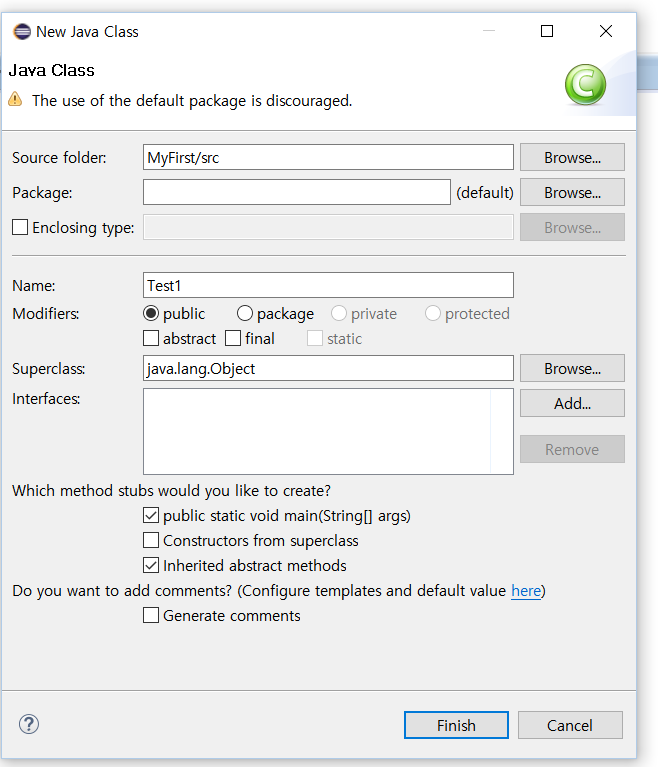 New Java Class
Java Class
The use of the default package is discouraged.
Source folder: MyFirst/src Browse...
Package: (default) Browse...
Enclosing type: Browse...
Name: Test1
Modifiers: public package private protected
abstract final static
Superclass: java.lang.Object Browse...
Interfaces: Add...
Remove
Which method stubs would you like to create?
public static void main(String[] args)
Constructors from superclass
Inherited abstract methods
Do you want to add comments? (Configure templates and default value here)
Generate comments
Finish Cancel